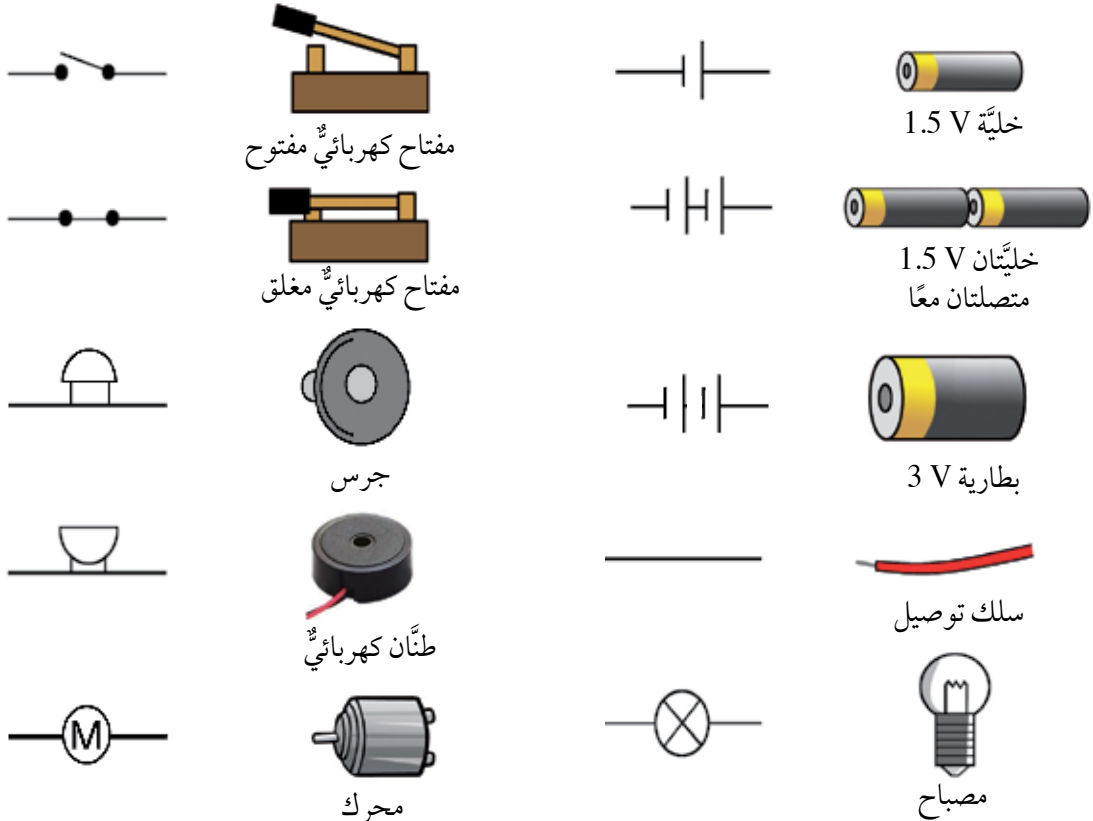 خليَّة 1.5 V
مفتاح كهربائيٌّ مفتوح
خليَّتان 1.5 V
متصلتان معًا
مفتاح كهربائيٌّ مغلق
بطارية 3 V
جرس
سلك توصيل
طنَّان كهربائيٌّ
M
مصباح
محرك